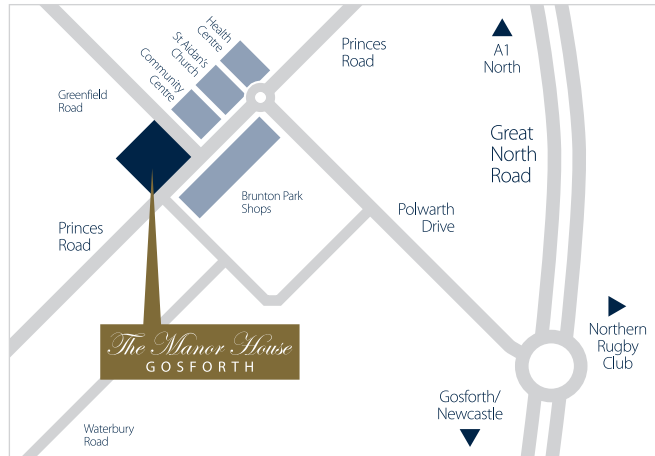 Health
Centre
St Aidan's
Church
Community
Centre
Princes
Road
A1
North
Greenfield
Road
Great
North
Road
Brunton Park
Shops
Polwarth
Drive
Princes
Road
The Manor House
GOSFORTH
Northern
Rugby
Club
Gosforth/
Newcastle
Waterbury
Road